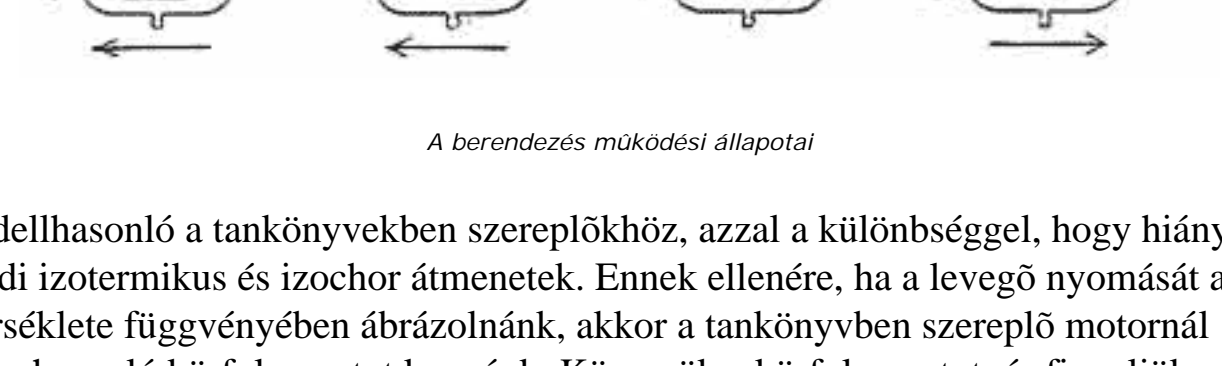 A berendezés mûködési állapotai
dellhasonló a tankönyvekben szereplõkhöz, azzal a különbséggel, hogy hiány
di izotermikus és izochor átmenetek. Ennek ellenére, ha a levegõ nyomását a
rséklete függvényében ábrázolnánk, akkor a tankönyvben szereplõ motornál